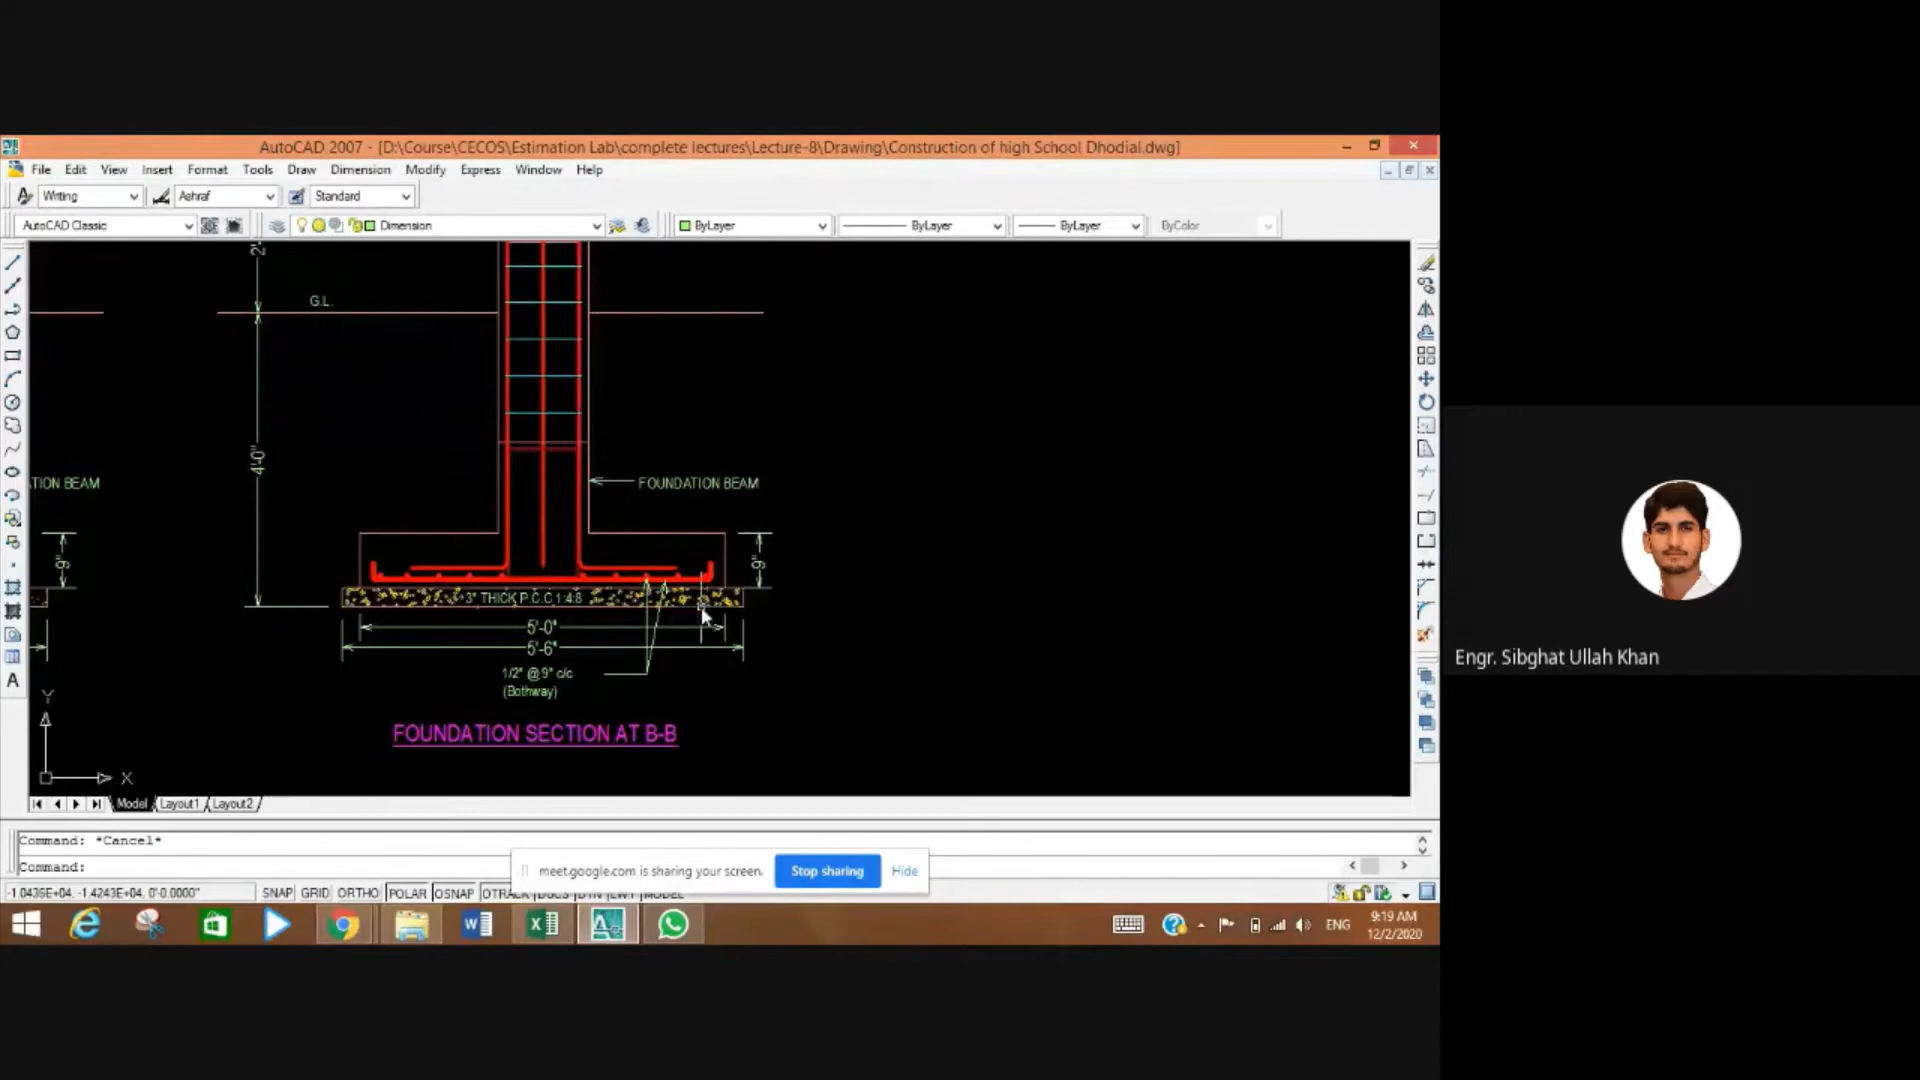 AutoCAD 2007 - [D:\Course\CECOS\Estimation Lab\complete lectures\Lecture-8\Drawing\Construction of high School Dhodial.dwg]
File Edit View Insert Format Tools Draw Dimension Modify Express Window Help
Writing Ashraf Standard
AutoCAD Classic Dimension ByLayer ByLayer ByLayer ByColor
2'
G.L.
4'-0"
TION BEAM
FOUNDATION BEAM
9"
9"
3" THICK P.C.C 1:4:8
5'-0"
5'-6"
1/2" @ 9" c/c
(Bothway)
FOUNDATION SECTION AT B-B
A
Y
X
Model Layout1 Layout2
Command: *Cancel*
Command:
meet.google.com is sharing your screen. Stop sharing Hide
SNAP GRID ORTHO POLAR OSNAP OTRACK
ENG
9:19 AM
12/2/2020
Engr. Sibghat Ullah Khan